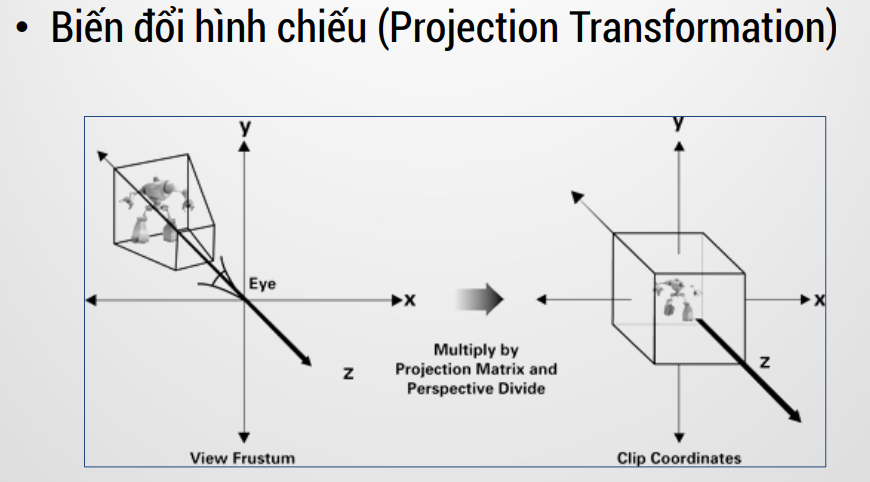 • Biến đổi hình chiếu (Projection Transformation)
y
y
Eye
x
x
z
Multiply by
Projection Matrix and
Perspective Divide
z
View Frustum
Clip Coordinates